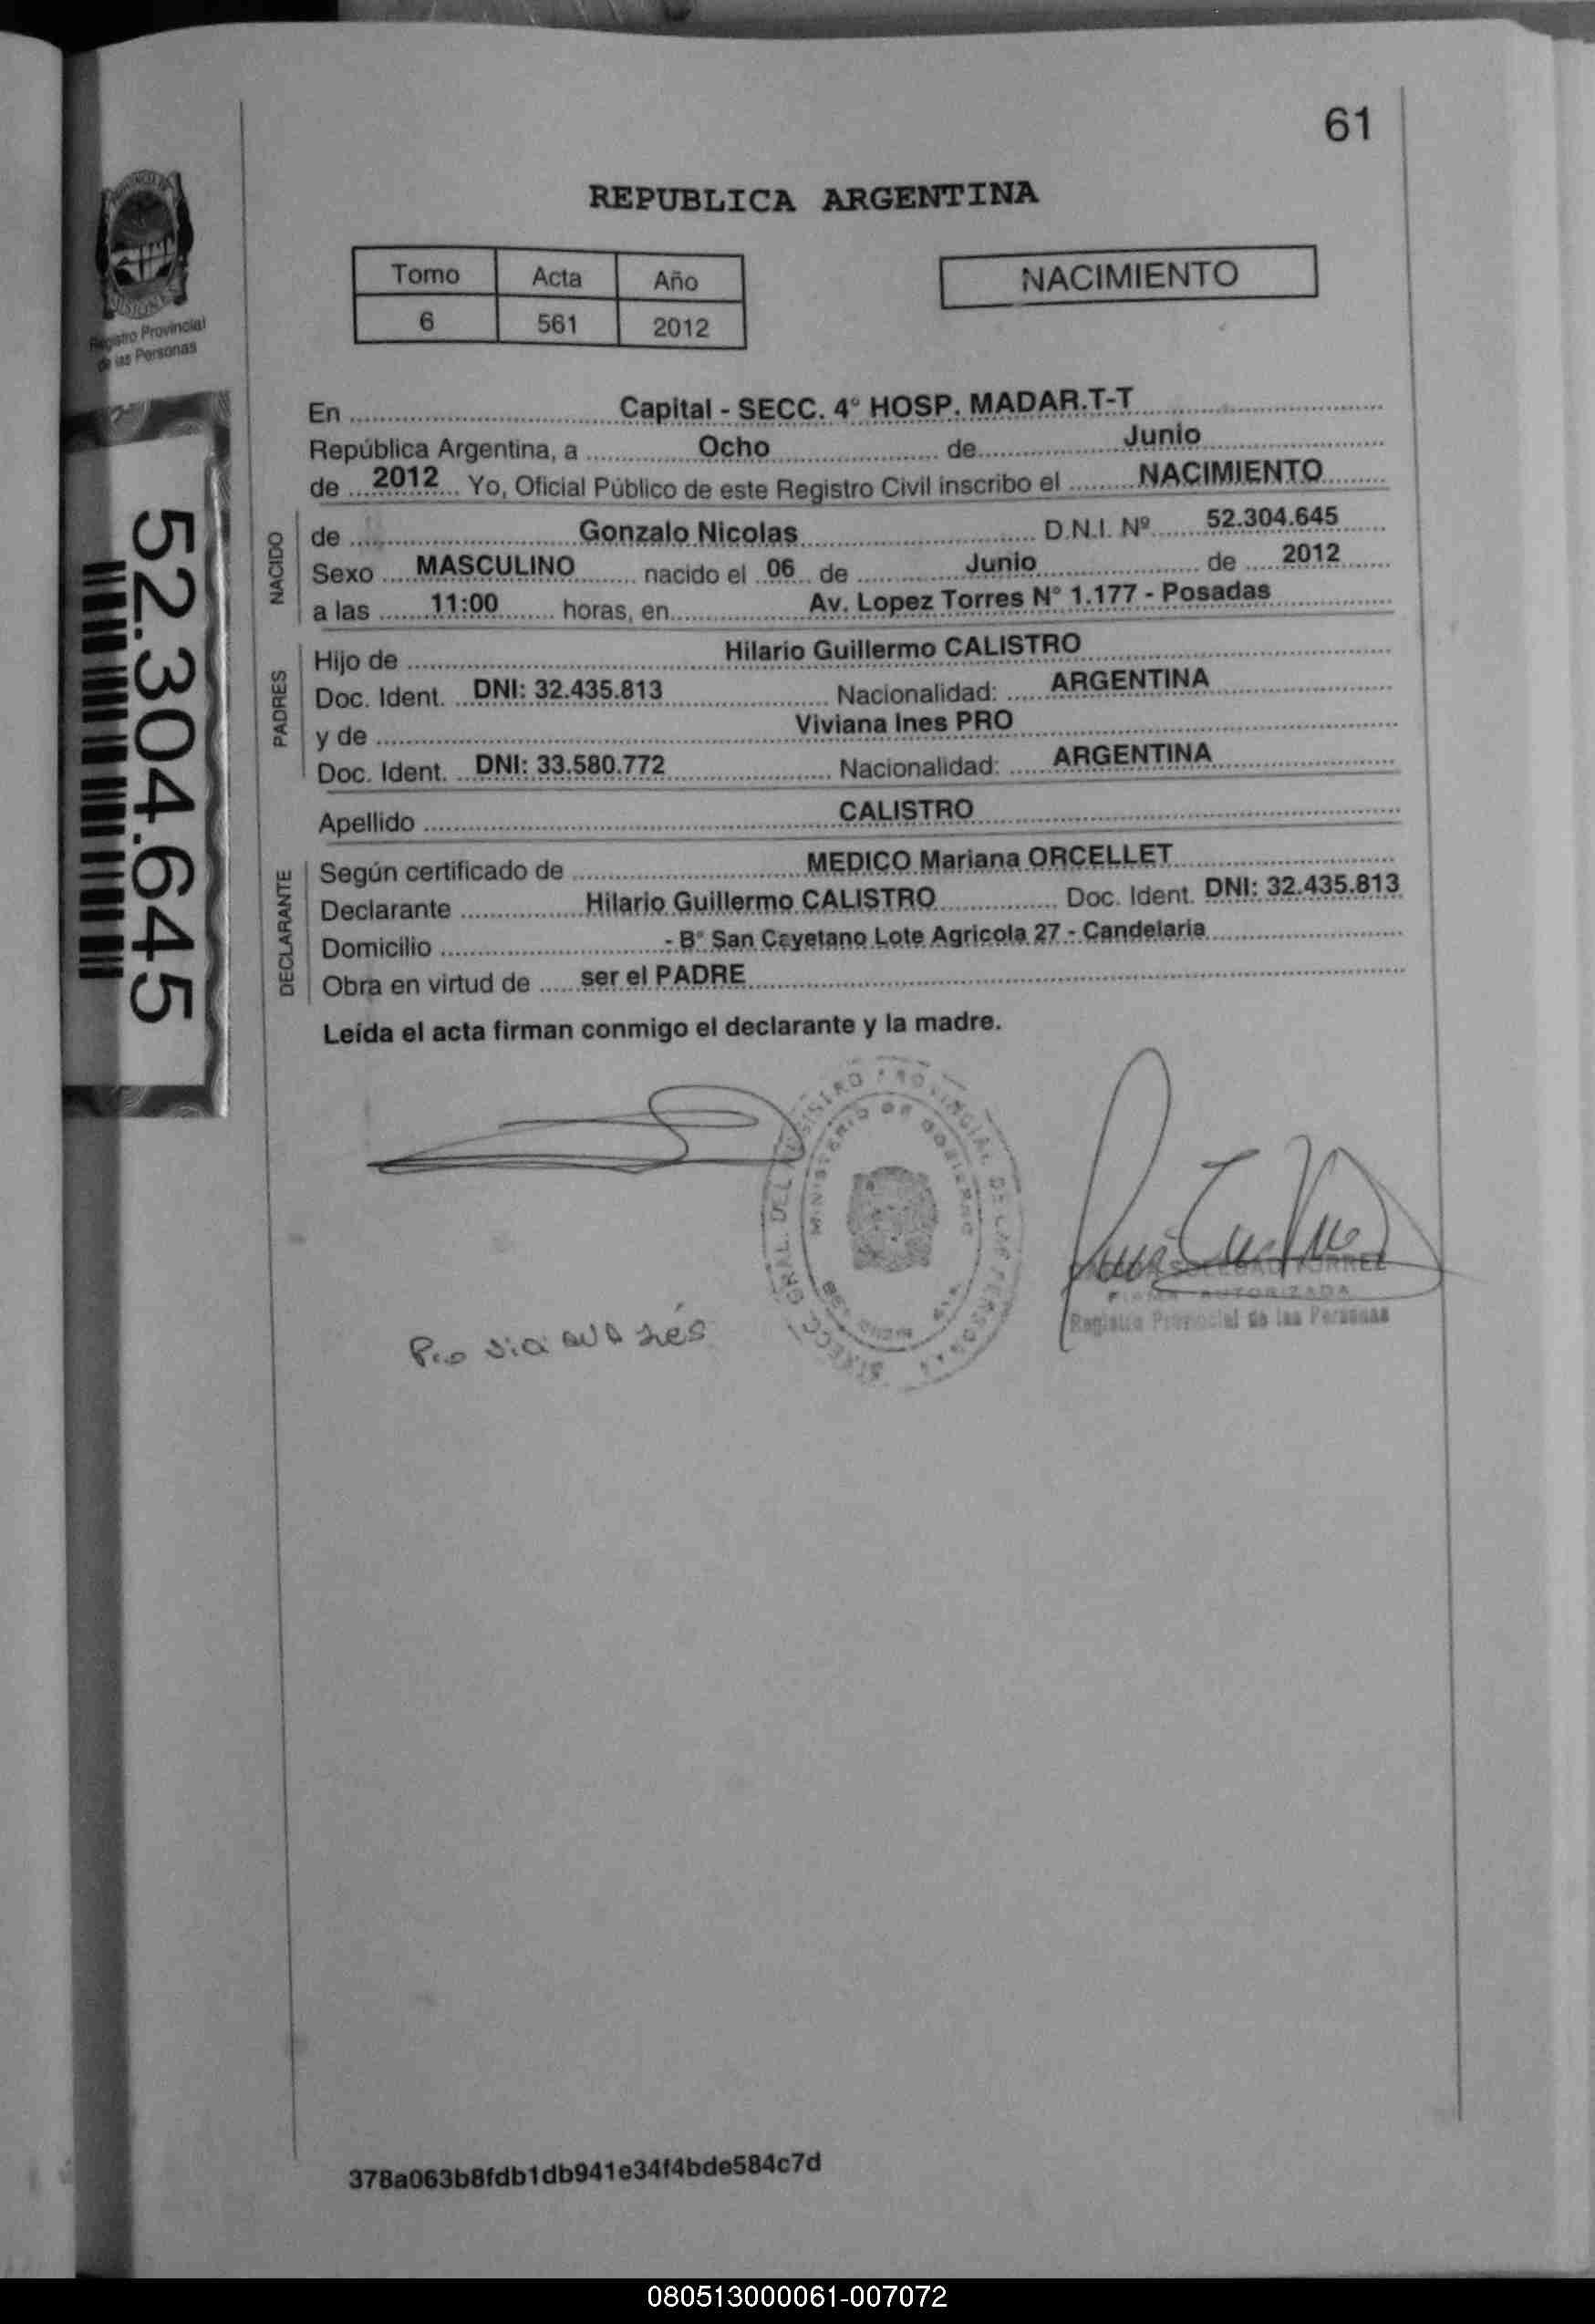 61
REPUBLICA ARGENTINA
Tomo Acta Año
6 561 2012
NACIMIENTO
MISIONES
Registro Provincial
de las Personas
52.304.645
En Capital - SECC. 4° HOSP. MADAR.T-T
República Argentina, a Ocho de Junio
de 2012 Yo, Oficial Público de este Registro Civil inscribo el NACIMIENTO
NACIDO
de Gonzalo Nicolas D.N.I. Nº 52.304.645
Sexo MASCULINO nacido el 06 de Junio de 2012
a las 11:00 horas, en Av. Lopez Torres N° 1.177 - Posadas
PADRES
Hijo de Hilario Guillermo CALISTRO
Doc. Ident. DNI: 32.435.813 Nacionalidad: ARGENTINA
y de Viviana Ines PRO
Doc. Ident. DNI: 33.580.772 Nacionalidad: ARGENTINA
Apellido CALISTRO
DECLARANTE
Según certificado de MEDICO Mariana ORCELLET
Declarante Hilario Guillermo CALISTRO Doc. Ident. DNI: 32.435.813
Domicilio - B° San Cayetano Lote Agricola 27 - Candelaria
Obra en virtud de ser el PADRE
Leída el acta firman conmigo el declarante y la madre.
MINISTERIO DE GOBIERNO
FIRMA AUTORIZADA
Registro Provincial de las Personas
378a063b8fdb1db941e34f4bde584c7d
080513000061-007072